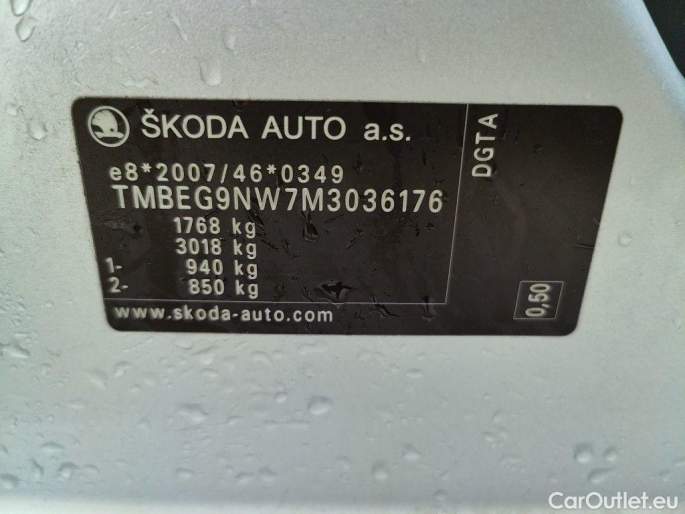 ŠKODA AUTO a.s.
e8*2007/46*0349
TMBEG9NW7M3036176
1768 kg
3018 kg
1- 940 kg
2- 850 kg
www.skoda-auto.com
DGTA
0,50
CarOutlet.eu